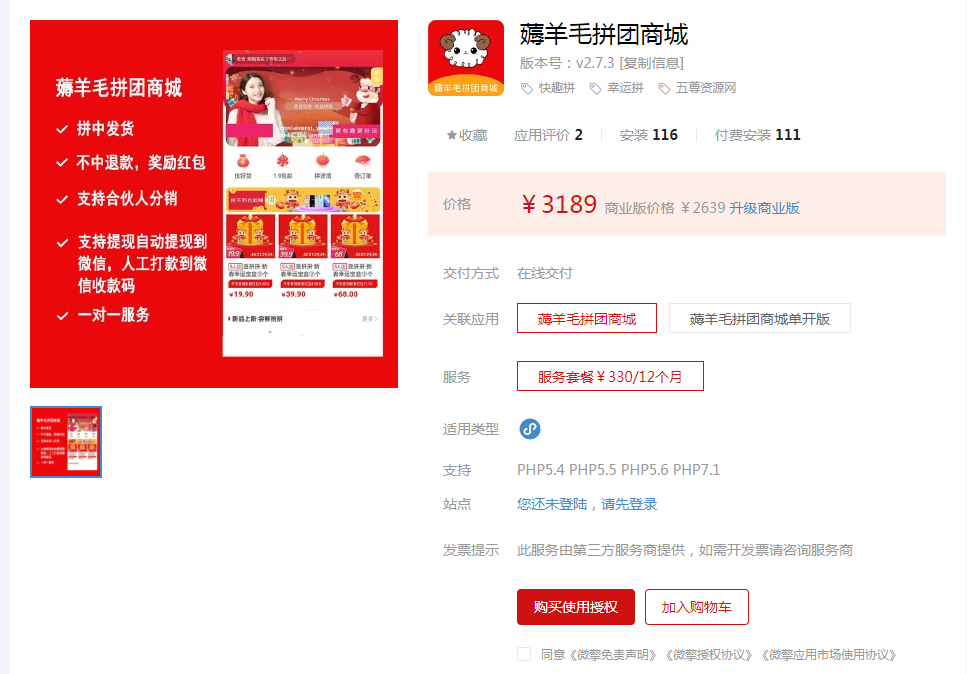 薅羊毛拼团商城
拼中发货
不中退款，奖励红包
支持合伙人分销
支持提现自动提现到
微信，人工打款到微
信收款码
一对一服务
Merry Christmas
优好货
1.9包邮
拼详情
查订单
¥19.90
¥39.90
¥68.00
新品上新·容鲜抢拼
更多
薅羊毛拼团商城
薅羊毛拼团商城
版本号：v2.7.3 [复制信息]
快趣拼 幸运拼 五尊资源网
★收藏 应用评价 2 安装 116 付费安装 111
价格 ¥ 3189 商业版价格 ¥2639 升级商业版
交付方式 在线交付
关联应用 薅羊毛拼团商城 薅羊毛拼团商城单开版
服务 服务套餐¥330/12个月
适用类型
支持 PHP5.4 PHP5.5 PHP5.6 PHP7.1
站点 您还未登陆，请先登录
发票提示 此服务由第三方服务商提供，如需开发票请咨询服务商
购买使用授权 加入购物车
同意《微擎免责声明》《微擎授权协议》《微擎应用市场使用协议》